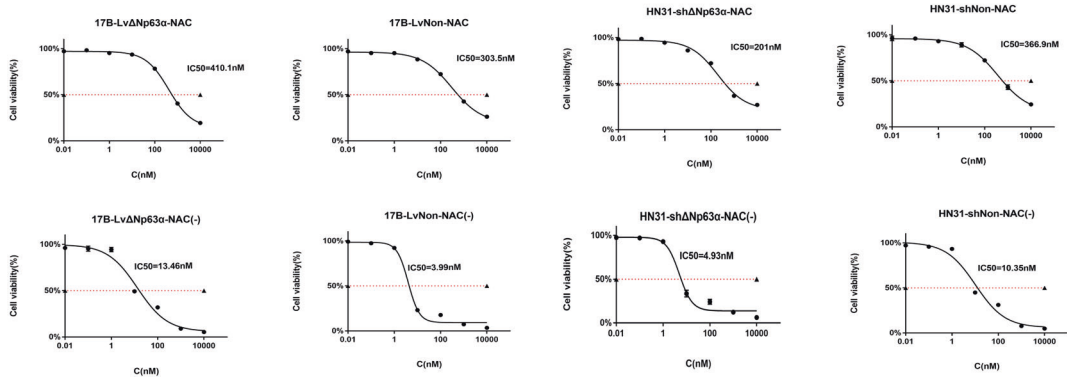 17B-LvΔNp63α-NAC
Cell viability(%)
100%
50%
0%
IC50=410.1nM
0.01 1 100 10000
C(nM)
17B-LvNon-NAC
Cell viability(%)
100%
50%
0%
IC50=303.5nM
0.01 1 100 10000
C(nM)
HN31-shΔNp63α-NAC
Cell viability(%)
100%
50%
0%
IC50=201nM
0.01 1 100 10000
C(nM)
HN31-shNon-NAC
Cell viability(%)
100%
50%
0%
IC50=366.9nM
0.01 1 100 10000
C(nM)
17B-LvΔNp63α-NAC(-)
Cell viability(%)
100%
50%
0%
IC50=13.46nM
0.01 1 100 10000
C(nM)
17B-LvNon-NAC(-)
Cell viability(%)
100%
50%
0%
IC50=3.99nM
0.01 1 100 10000
C(nM)
HN31-shΔNp63α-NAC(-)
Cell viability(%)
100%
50%
0%
IC50=4.93nM
0.01 1 100 10000
C(nM)
HN31-shNon-NAC(-)
Cell viability(%)
100%
50%
0%
IC50=10.35nM
0.01 1 100 10000
C(nM)